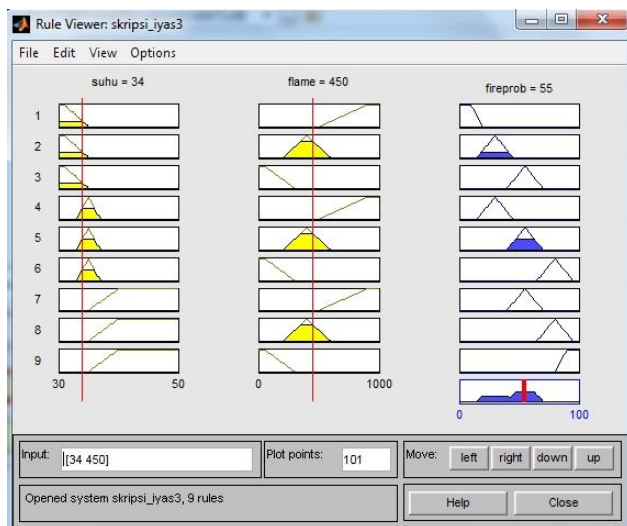 Rule Viewer: skripsi_iyas3
File Edit View Options
suhu = 34
flame = 450
fireprob = 55
1
2
3
4
5
6
7
8
9
30 50
0 1000
0 100
Input: [34 450]
Plot points: 101
Move: left right down up
Opened system skripsi_iyas3, 9 rules
Help Close